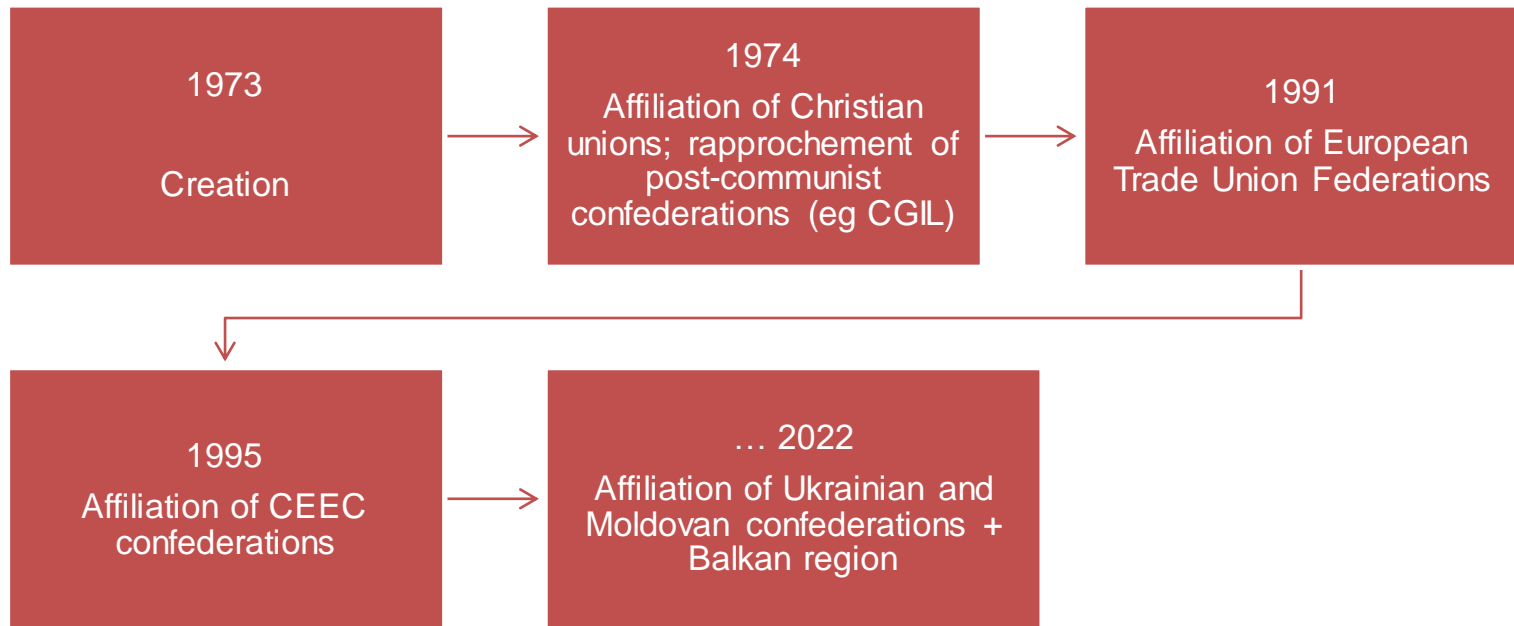 1973
Creation
1974
Affiliation of Christian
unions; rapprochement of
post-communist
confederations (eg CGIL)
1991
Affiliation of European
Trade Union Federations
1995
Affiliation of CEEC
confederations
… 2022
Affiliation of Ukrainian and
Moldovan confederations +
Balkan region